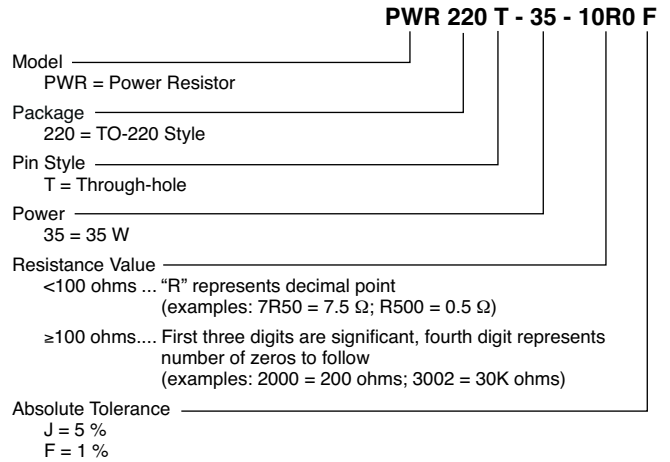 PWR 220 T - 35 - 10R0 F
Model
PWR = Power Resistor
Package
220 = TO-220 Style
Pin Style
T = Through-hole
Power
35 = 35 W
Resistance Value
<100 ohms ... “R” represents decimal point
(examples: 7R50 = 7.5 Ω; R500 = 0.5 Ω)
≥100 ohms.... First three digits are significant, fourth digit represents
number of zeros to follow
(examples: 2000 = 200 ohms; 3002 = 30K ohms)
Absolute Tolerance
J = 5 %
F = 1 %